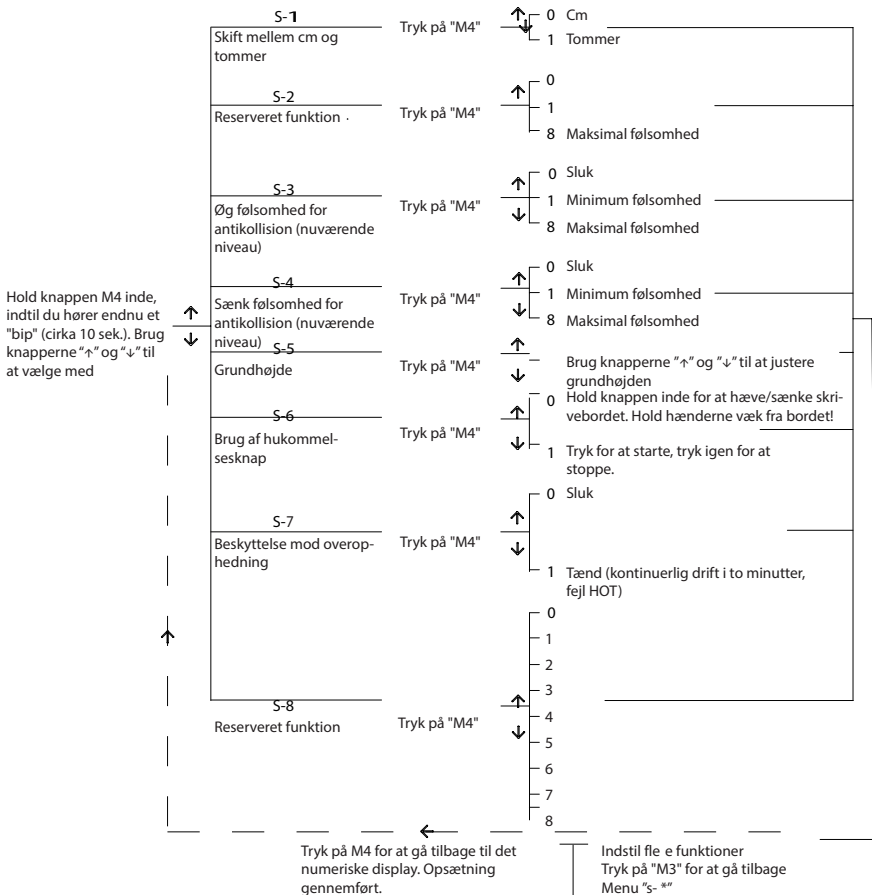 Hold knappen M4 inde,
indtil du hører endnu et
"bip" (cirka 10 sek.). Brug
knapperne "↑" og "↓" til
at vælge med
S-1
Skift mellem cm og
tommer
Tryk på "M4"
0 Cm
1 Tommer
S-2
Reserveret funktion .
Tryk på "M4"
0
1
8 Maksimal følsomhed
S-3
Øg følsomhed for
antikollision (nuværende
niveau)
Tryk på "M4"
0 Sluk
1 Minimum følsomhed
8 Maksimal følsomhed
S-4
Sænk følsomhed for
antikollision (nuværende
niveau)
Tryk på "M4"
0 Sluk
1 Minimum følsomhed
8 Maksimal følsomhed
S-5
Grundhøjde
Tryk på "M4"
Brug knapperne "↑" og "↓" til at justere
grundhøjden
S-6
Brug af hukommel-
sesknap
Tryk på "M4"
0 Hold knappen inde for at hæve/sænke skri-
vebordet. Hold hænderne væk fra bordet!
1 Tryk for at starte, tryk igen for at
stoppe.
S-7
Beskyttelse mod overop-
hedning
Tryk på "M4"
0 Sluk
1 Tænd (kontinuerlig drift i to minutter,
fejl HOT)
S-8
Reserveret funktion
Tryk på "M4"
0
1
2
3
4
5
6
7
8
Tryk på M4 for at gå tilbage til det
numeriske display. Opsætning
gennemført.
Indstil fle e funktioner
Tryk på "M3" for at gå tilbage
Menu "s- *"